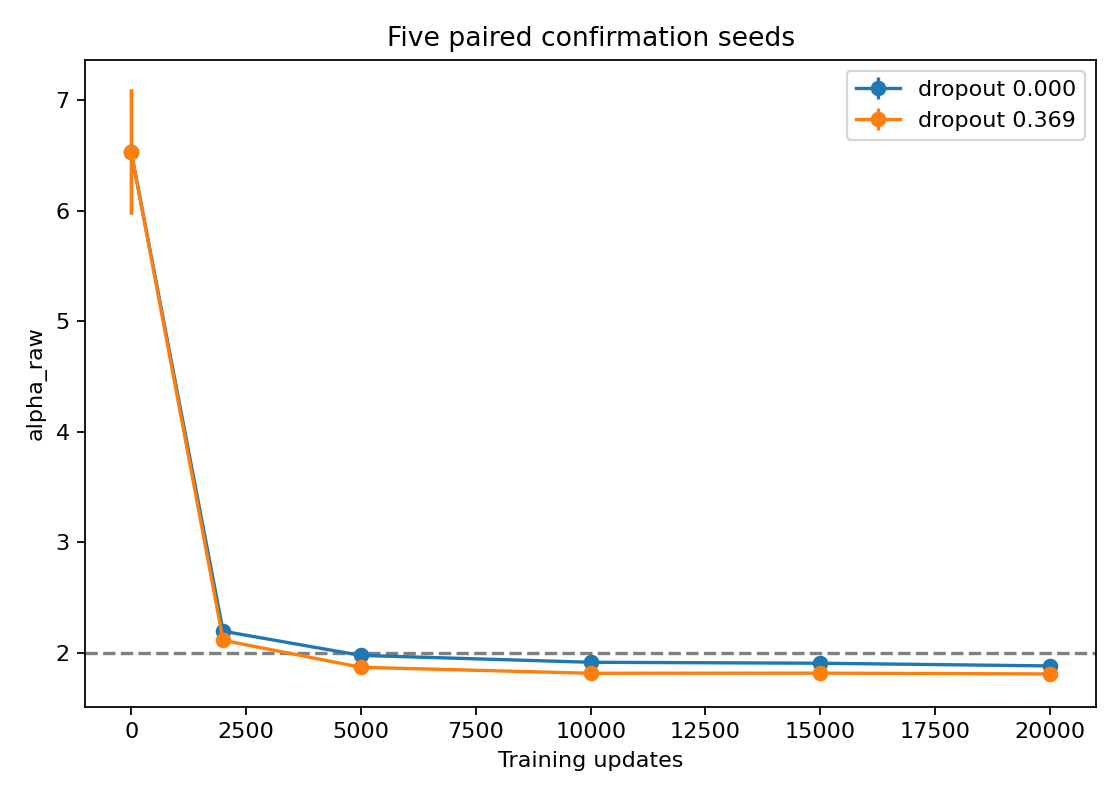 Five paired confirmation seeds
dropout 0.000
dropout 0.369
alpha_raw
7
6
5
4
3
2
0 2500 5000 7500 10000 12500 15000 17500 20000
Training updates